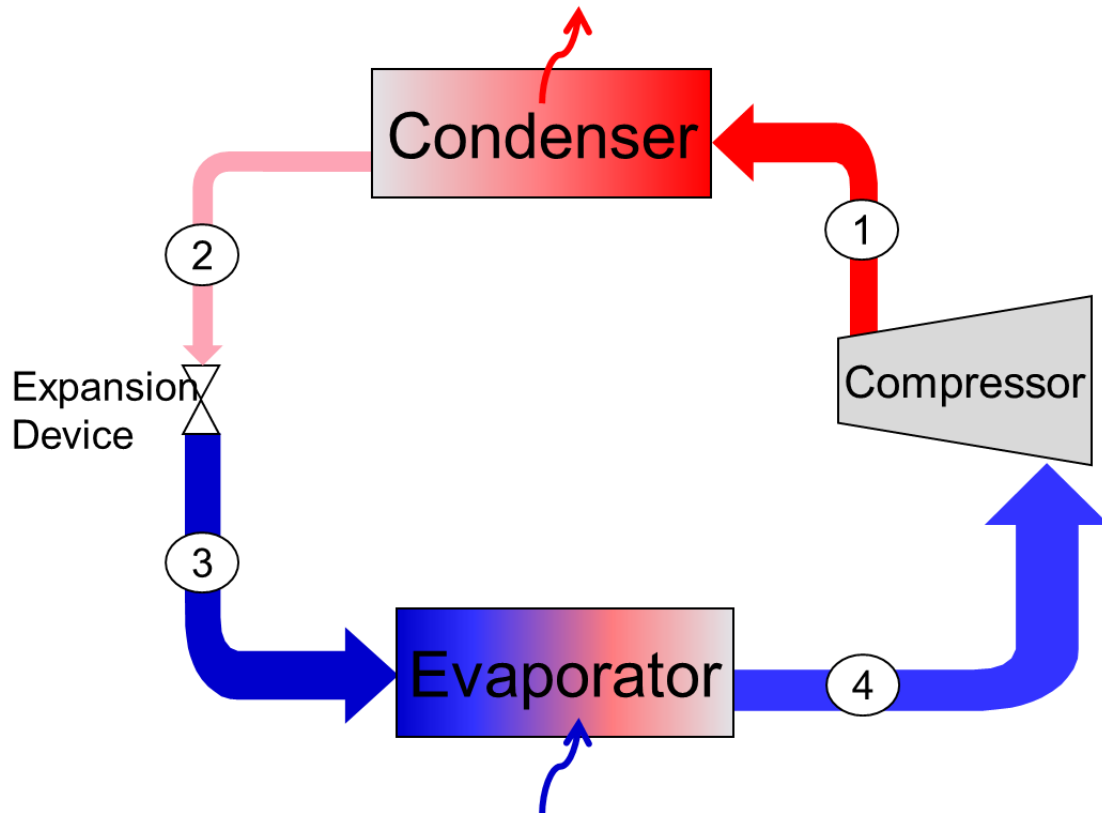 Condenser
1
2
Expansion
Device
Compressor
3
Evaporator
4